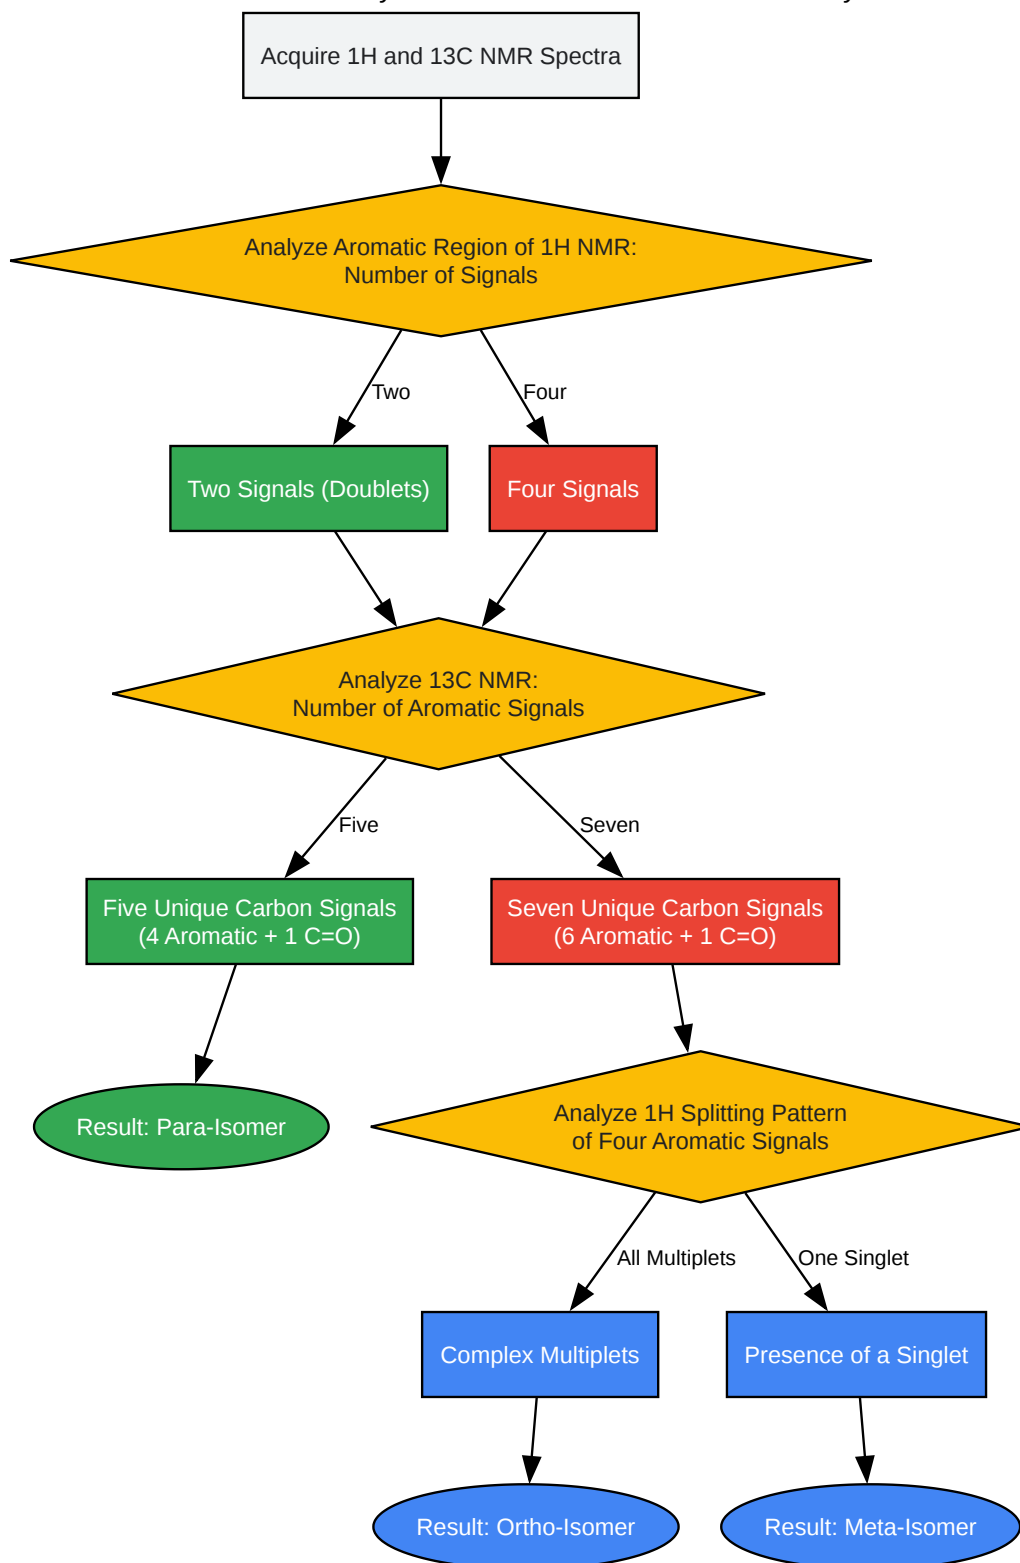 Acquire 1H and 13C NMR Spectra
Analyze Aromatic Region of 1H NMR:
Number of Signals
Two
Four
Two Signals (Doublets)
Four Signals
Analyze 13C NMR:
Number of Aromatic Signals
Five
Seven
Five Unique Carbon Signals
(4 Aromatic + 1 C=O)
Seven Unique Carbon Signals
(6 Aromatic + 1 C=O)
Result: Para-Isomer
Analyze 1H Splitting Pattern
of Four Aromatic Signals
All Multiplets
One Singlet
Complex Multiplets
Presence of a Singlet
Result: Ortho-Isomer
Result: Meta-Isomer